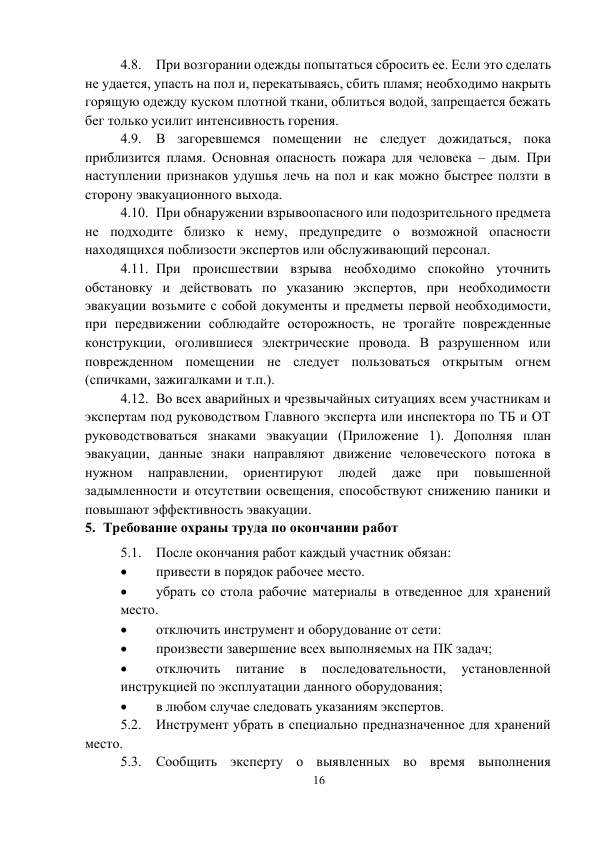 4.8. При возгорании одежды попытаться сбросить ее. Если это сделать
не удается, упасть на пол и, перекатываясь, сбить пламя; необходимо накрыть
горящую одежду куском плотной ткани, облиться водой, запрещается бежать
бег только усилит интенсивность горения.
4.9. В загоревшемся помещении не следует дожидаться, пока
приблизится пламя. Основная опасность пожара для человека – дым. При
наступлении признаков удушья лечь на пол и как можно быстрее ползти в
сторону эвакуационного выхода.
4.10. При обнаружении взрывоопасного или подозрительного предмета
не подходите близко к нему, предупредите о возможной опасности
находящихся поблизости экспертов или обслуживающий персонал.
4.11. При происшествии взрыва необходимо спокойно уточнить
обстановку и действовать по указанию экспертов, при необходимости
эвакуации возьмите с собой документы и предметы первой необходимости,
при передвижении соблюдайте осторожность, не трогайте поврежденные
конструкции, оголившиеся электрические провода. В разрушенном или
поврежденном помещении не следует пользоваться открытым огнем
(спичками, зажигалками и т.п.).
4.12. Во всех аварийных и чрезвычайных ситуациях всем участникам и
экспертам под руководством Главного эксперта или инспектора по ТБ и ОТ
руководствоваться знаками эвакуации (Приложение 1). Дополняя план
эвакуации, данные знаки направляют движение человеческого потока в
нужном направлении, ориентируют людей даже при повышенной
задымленности и отсутствии освещения, способствуют снижению паники и
повышают эффективность эвакуации.
5. Требование охраны труда по окончании работ
5.1. После окончания работ каждый участник обязан:
• привести в порядок рабочее место.
• убрать со стола рабочие материалы в отведенное для хранений
место.
• отключить инструмент и оборудование от сети:
• произвести завершение всех выполняемых на ПК задач;
• отключить питание в последовательности, установленной
инструкцией по эксплуатации данного оборудования;
• в любом случае следовать указаниям экспертов.
5.2. Инструмент убрать в специально предназначенное для хранений
место.
5.3. Сообщить эксперту о выявленных во время выполнения
16